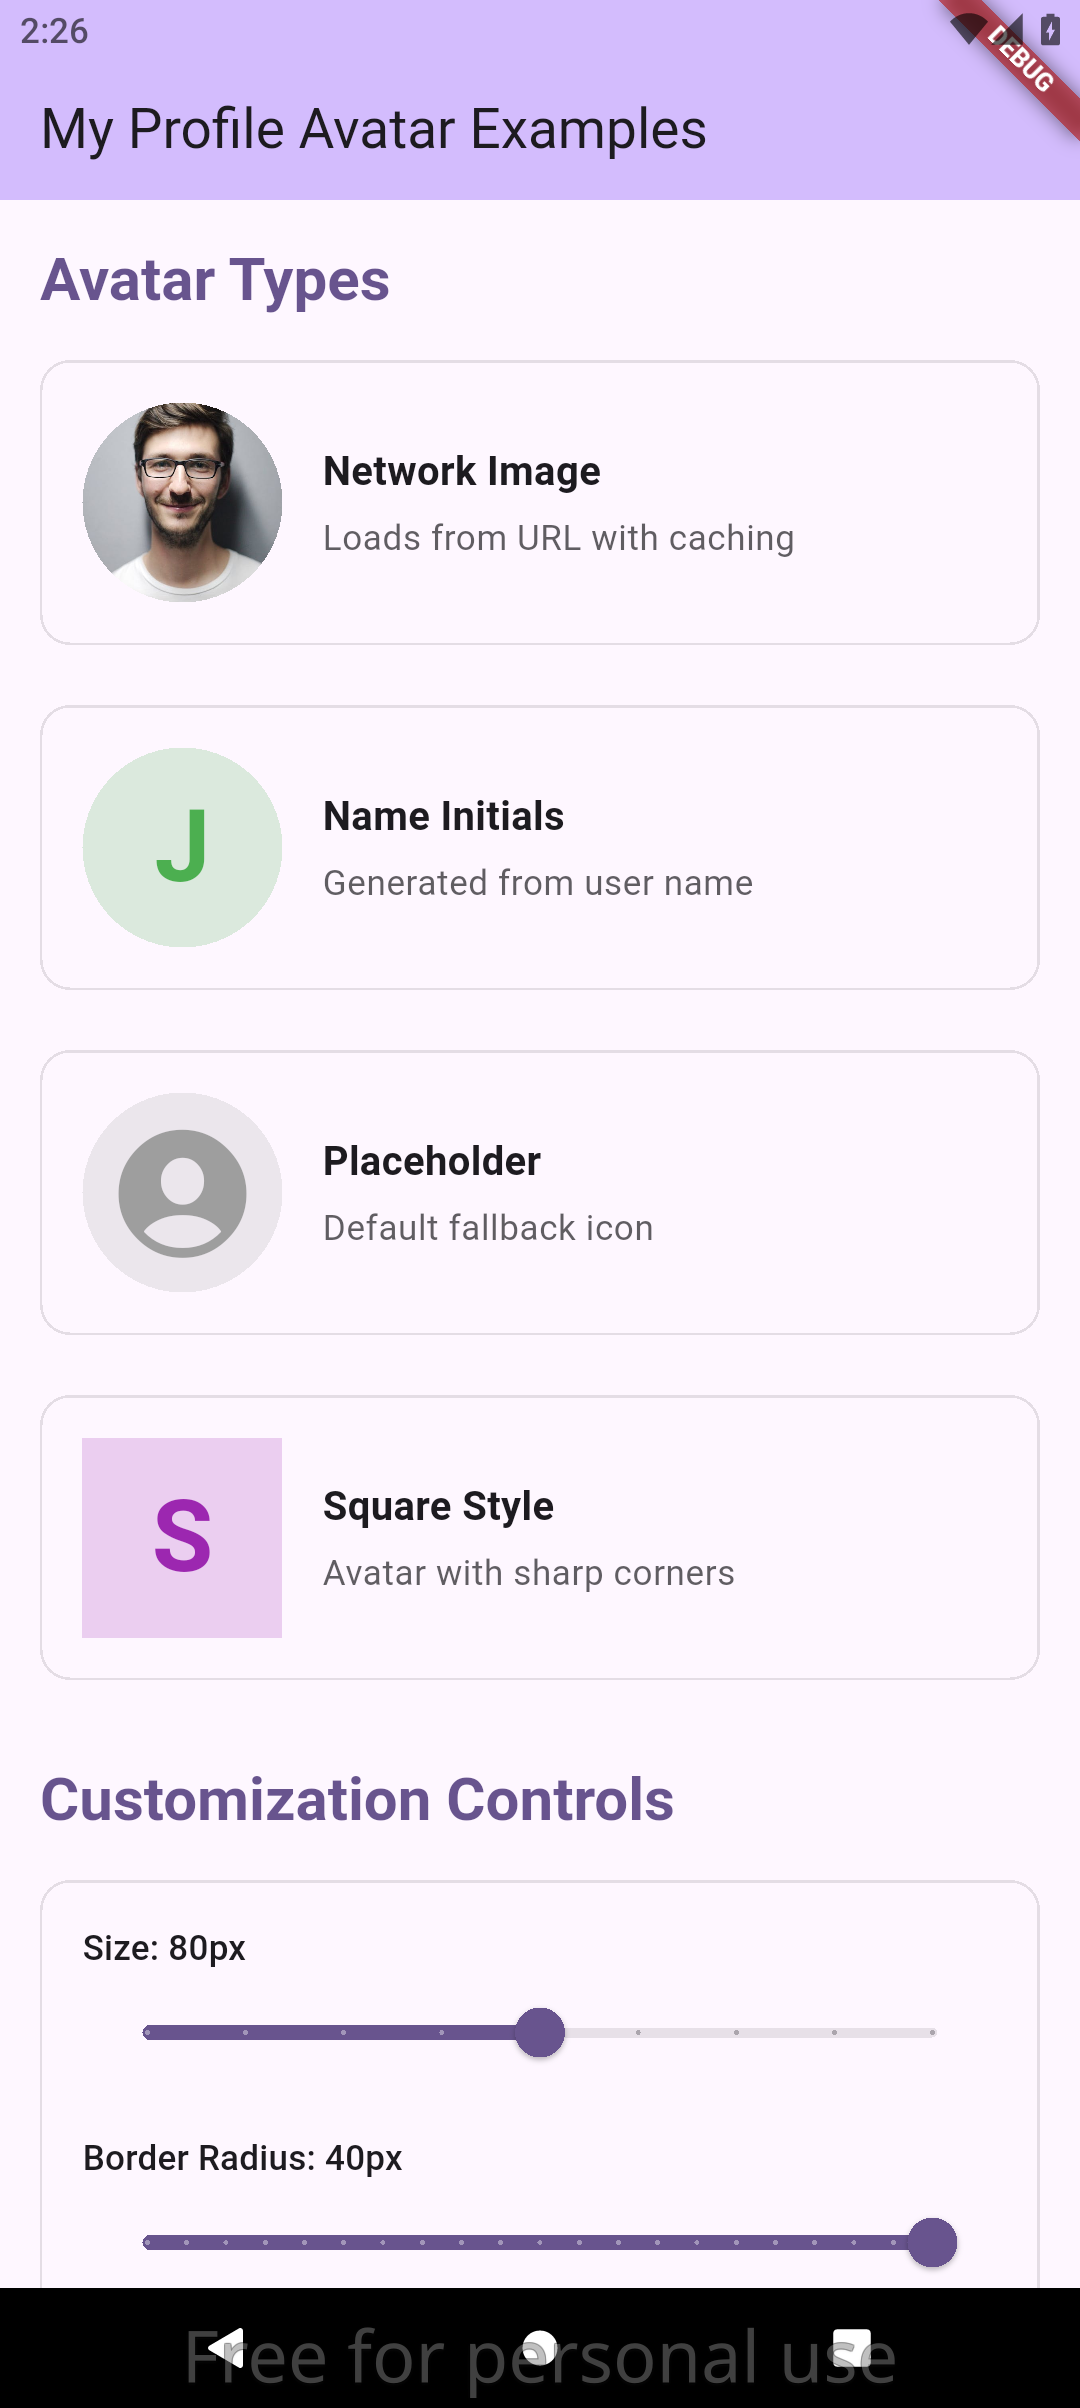 2:26
DEBUG
My Profile Avatar Examples
Avatar Types
Network Image
Loads from URL with caching
J
Name Initials
Generated from user name
Placeholder
Default fallback icon
S
Square Style
Avatar with sharp corners
Customization Controls
Size: 80px
Border Radius: 40px
Free for personal use